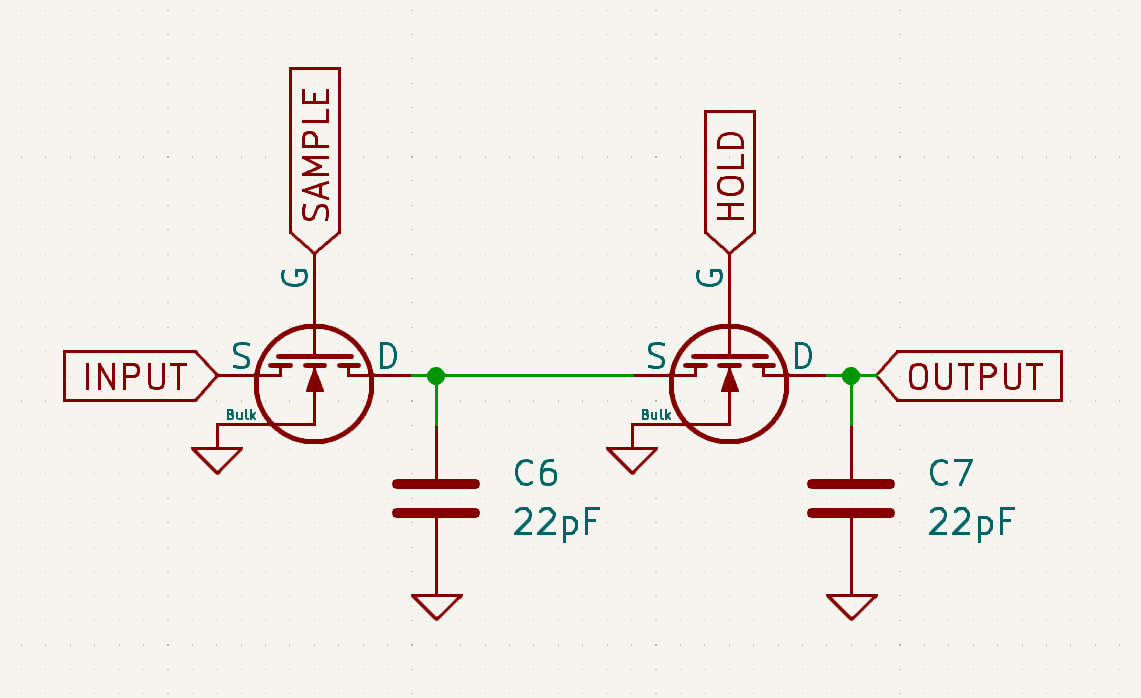 SAMPLE
HOLD
G
G
S
D
S
D
INPUT
OUTPUT
Bulk
Bulk
C6
22pF
C7
22pF